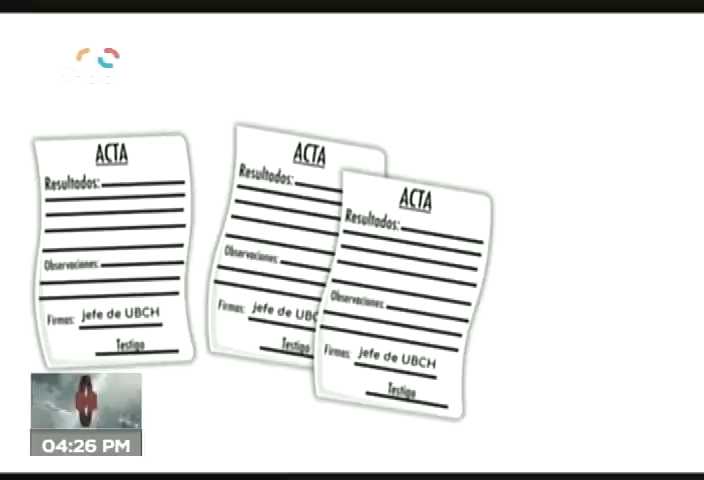 ACTA
Resultados:
Observaciones:
Firmas: Jefe de UBCH
Testigo
ACTA
Resultados:
Observaciones:
Firmas: Jefe de UBC
Testigo
ACTA
Resultados:
Observaciones:
Firmas: Jefe de UBCH
Testigo
04:26 PM